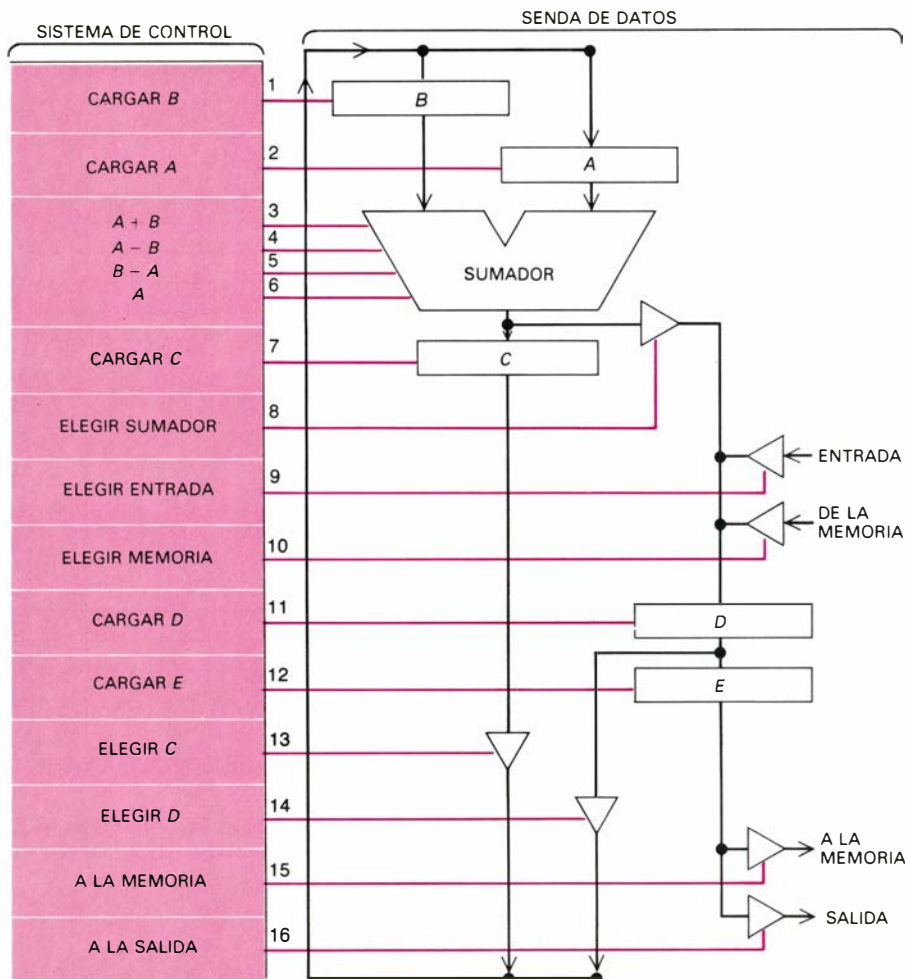 SISTEMA DE CONTROL
SENDA DE DATOS
CARGAR B
1
B
CARGAR A
2
A
A + B
3
A – B
4
B – A
5
A
6
SUMADOR
CARGAR C
7
C
ELEGIR SUMADOR
8
ELEGIR ENTRADA
9
ENTRADA
ELEGIR MEMORIA
10
DE LA
MEMORIA
CARGAR D
11
D
CARGAR E
12
E
ELEGIR C
13
ELEGIR D
14
A LA MEMORIA
15
A LA
MEMORIA
A LA SALIDA
16
SALIDA